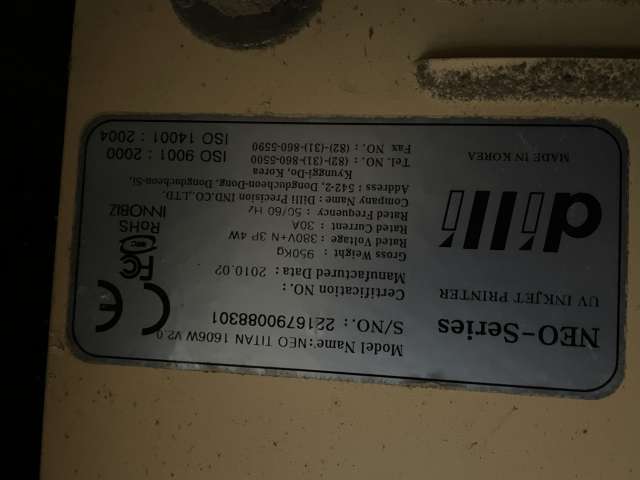 NEO-Series
UV INKJET PRINTER
dilli
MADE IN KOREA
Model Name: NEO TITAN 1606W V2.0
S/NO. : 2216790088301
Certification NO. :
Manufactured Data : 2010.02
Gross Weight : 950Kg
Rated Voltage : 380V+N 3P 4W
Rated Current : 30A
Rated Frequency : 50/60 Hz
Company Name : Dilli Precision IND.CO.,LTD.
Address : 542-2, Dongducheon-Dong, Dongducheon-Si,
Kyunggi-Do, Korea
Tel. NO. : (82)-(31)-860-5500
Fax NO. : (82)-(31)-860-5590
CE
FC
RoHS
INNOBIZ
ISO 9001 : 2000
ISO 14001 : 2004